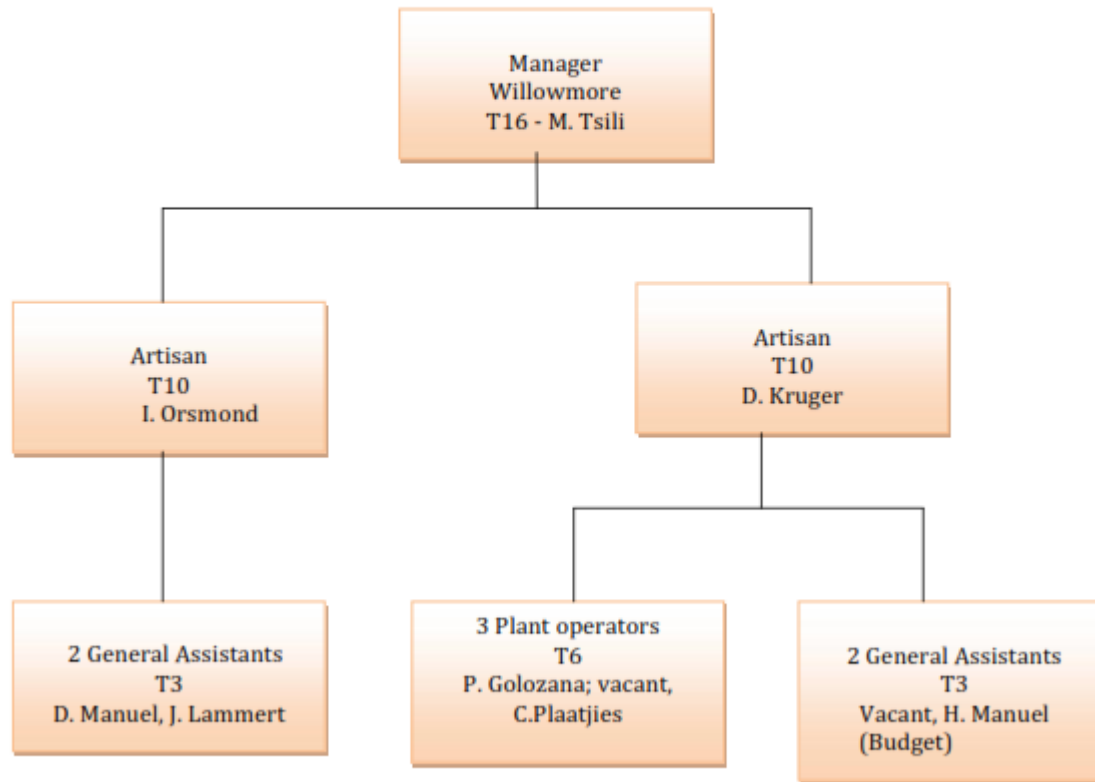 Manager
Willowmore
T16 - M. Tsili
Artisan
T10
I. Orsmond
Artisan
T10
D. Kruger
2 General Assistants
T3
D. Manuel, J. Lammert
3 Plant operators
T6
P. Golozana; vacant,
C.Plaatjies
2 General Assistants
T3
Vacant, H. Manuel
(Budget)